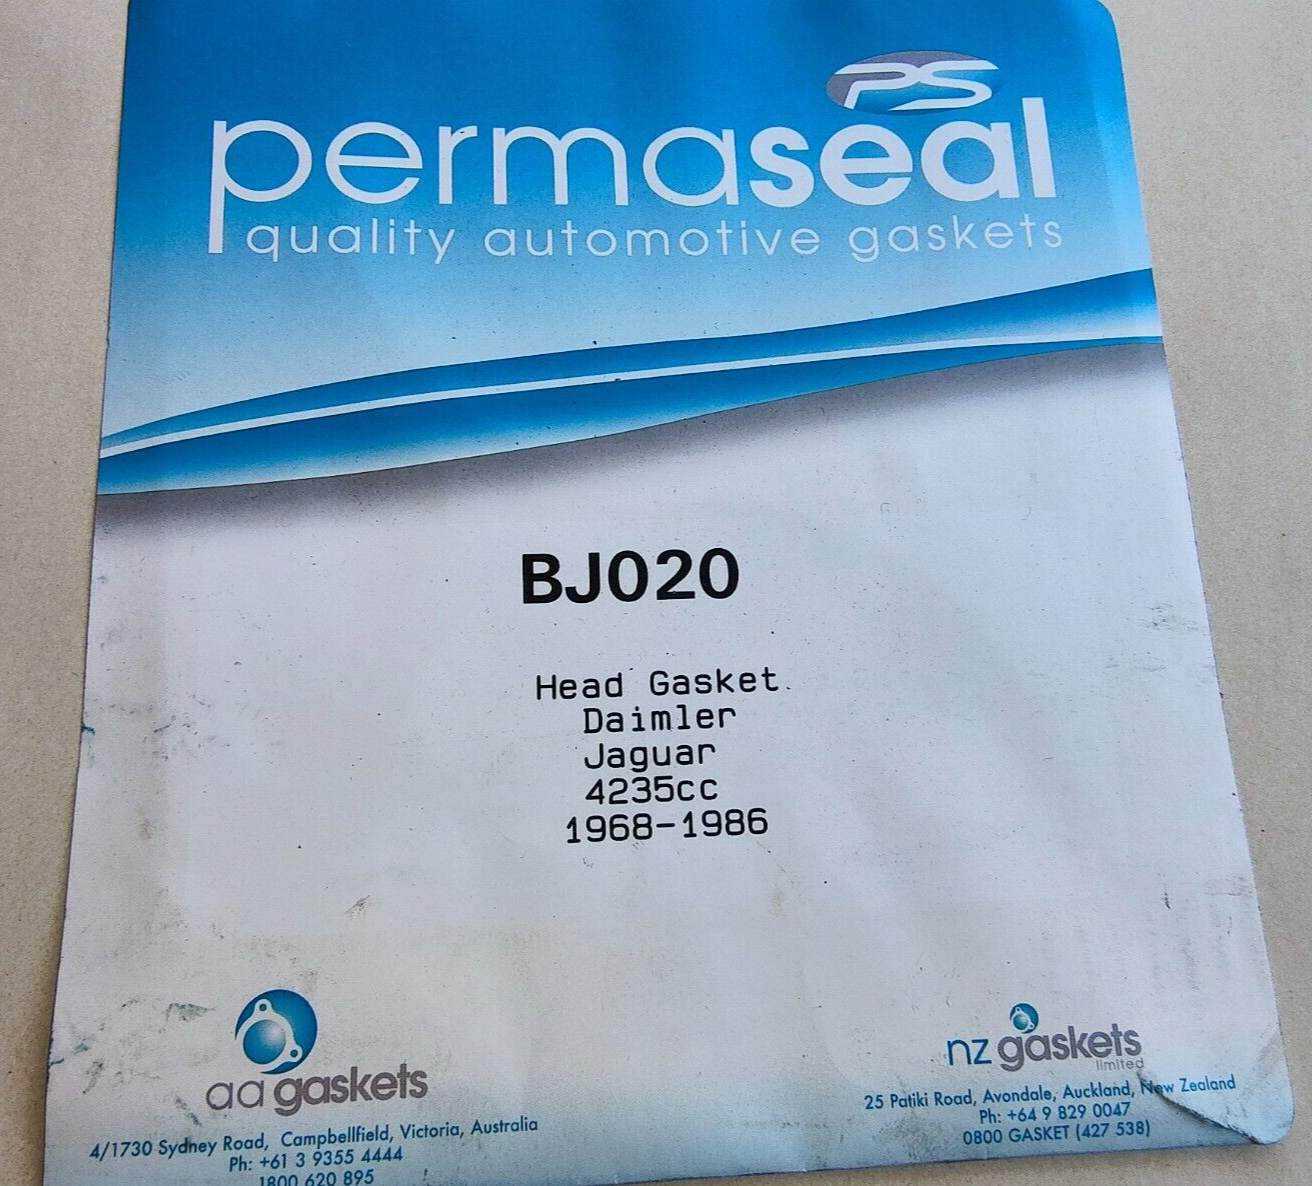 PS
permaseal
quality automotive gaskets
BJ020
Head Gasket
Daimler
Jaguar
4235cc
1968-1986
aa gaskets
4/1730 Sydney Road, Campbellfield, Victoria, Australia
Ph: +61 3 9355 4444
1800 620 895
nz gaskets
limited
25 Patiki Road, Avondale, Auckland, New Zealand
Ph: +64 9 829 0047
0800 GASKET (427 538)